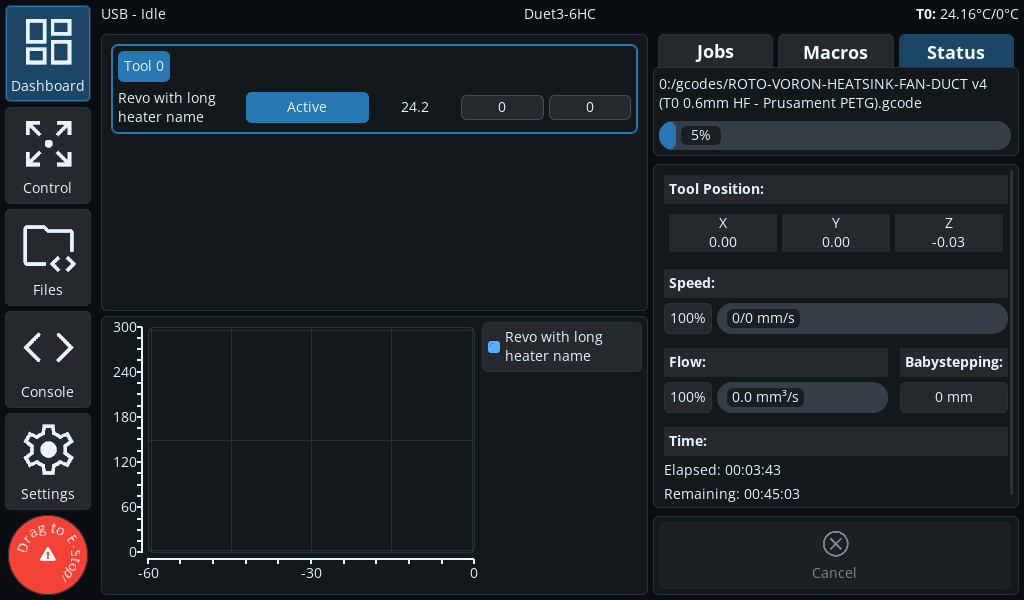 USB - Idle
Duet3-6HC
T0: 24.16°C/0°C
Dashboard
Control
Files
Console
Settings
Drag to E-Stop!
Tool 0
Revo with long
heater name
Active
24.2
0
0
300
240
180
120
60
0
-60
-30
0
Revo with long
heater name
Jobs
Macros
Status
0:/gcodes/ROTO-VORON-HEATSINK-FAN-DUCT v4
(T0 0.6mm HF - Prusament PETG).gcode
5%
Tool Position:
X
0.00
Y
0.00
Z
-0.03
Speed:
100%
0/0 mm/s
Flow:
100%
0.0 mm³/s
Babystepping:
0 mm
Time:
Elapsed: 00:03:43
Remaining: 00:45:03
Cancel